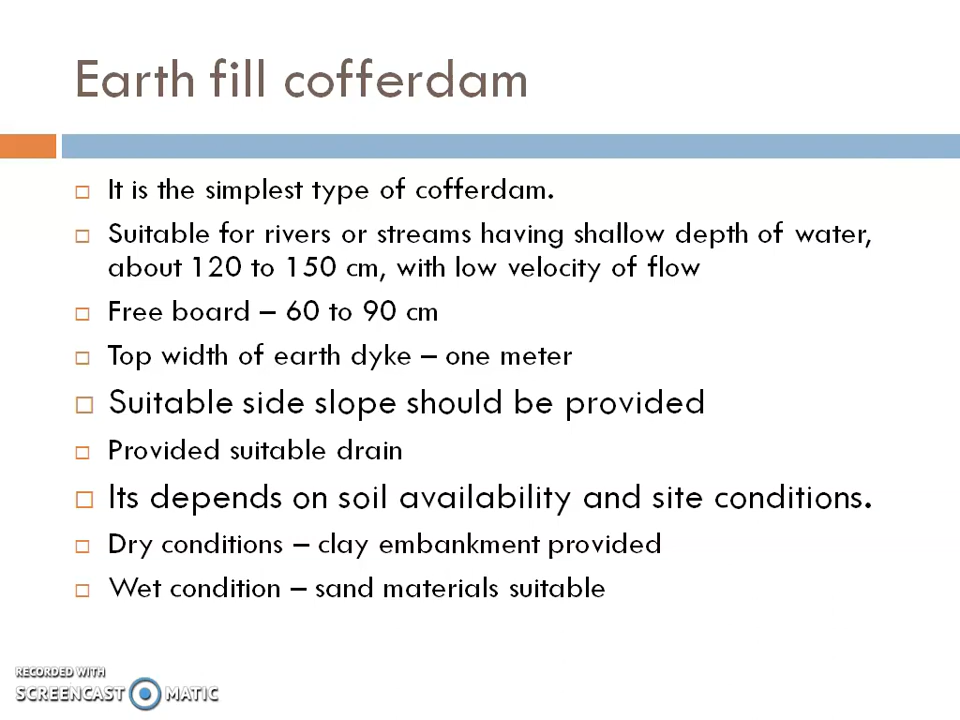 Earth fill cofferdam
It is the simplest type of cofferdam.
Suitable for rivers or streams having shallow depth of water,
about 120 to 150 cm, with low velocity of flow
Free board – 60 to 90 cm
Top width of earth dyke – one meter
Suitable side slope should be provided
Provided suitable drain
Its depends on soil availability and site conditions.
Dry conditions – clay embankment provided
Wet condition – sand materials suitable
RECORDED WITH
SCREENCAST MATIC